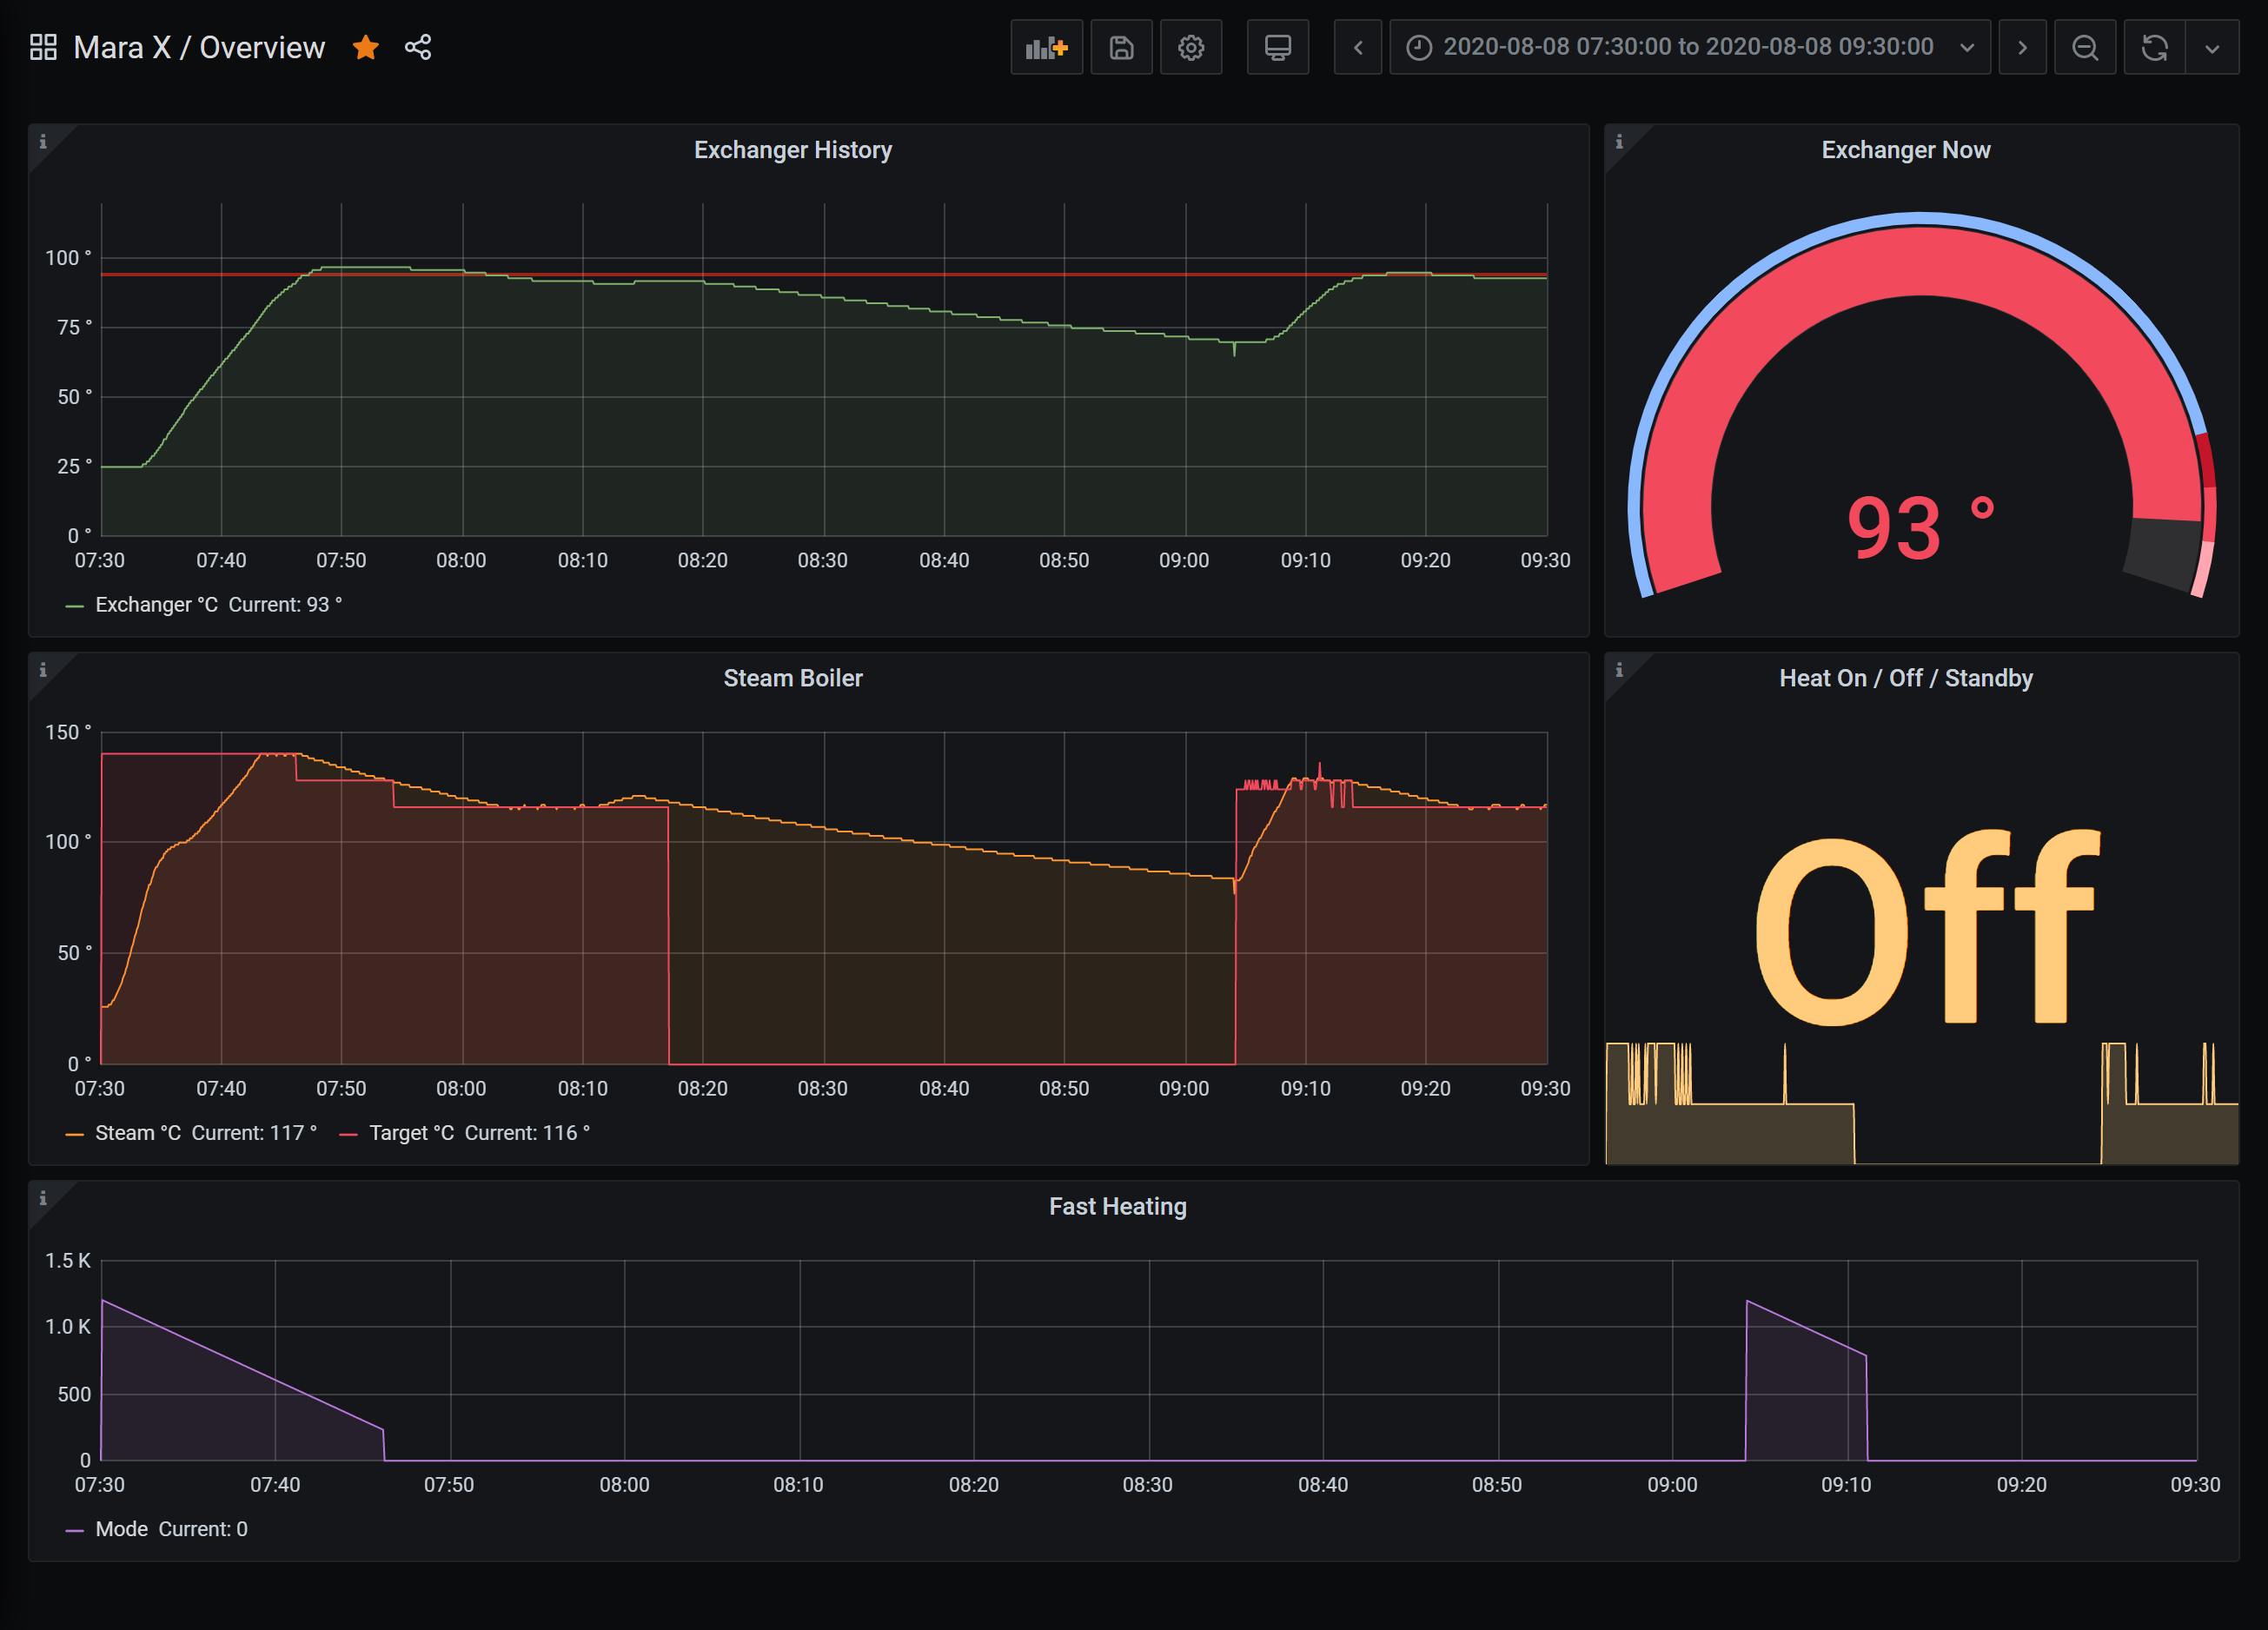 Mara X / Overview
2020-08-08 07:30:00 to 2020-08-08 09:30:00
Exchanger History
100 °
75 °
50 °
25 °
0 °
07:30 07:40 07:50 08:00 08:10 08:20 08:30 08:40 08:50 09:00 09:10 09:20 09:30
Exchanger °C Current: 93 °
Exchanger Now
93 °
Steam Boiler
150 °
100 °
50 °
0 °
07:30 07:40 07:50 08:00 08:10 08:20 08:30 08:40 08:50 09:00 09:10 09:20 09:30
Steam °C Current: 117 ° Target °C Current: 116 °
Heat On / Off / Standby
Off
Fast Heating
1.5 K
1.0 K
500
0
07:30 07:40 07:50 08:00 08:10 08:20 08:30 08:40 08:50 09:00 09:10 09:20 09:30
Mode Current: 0